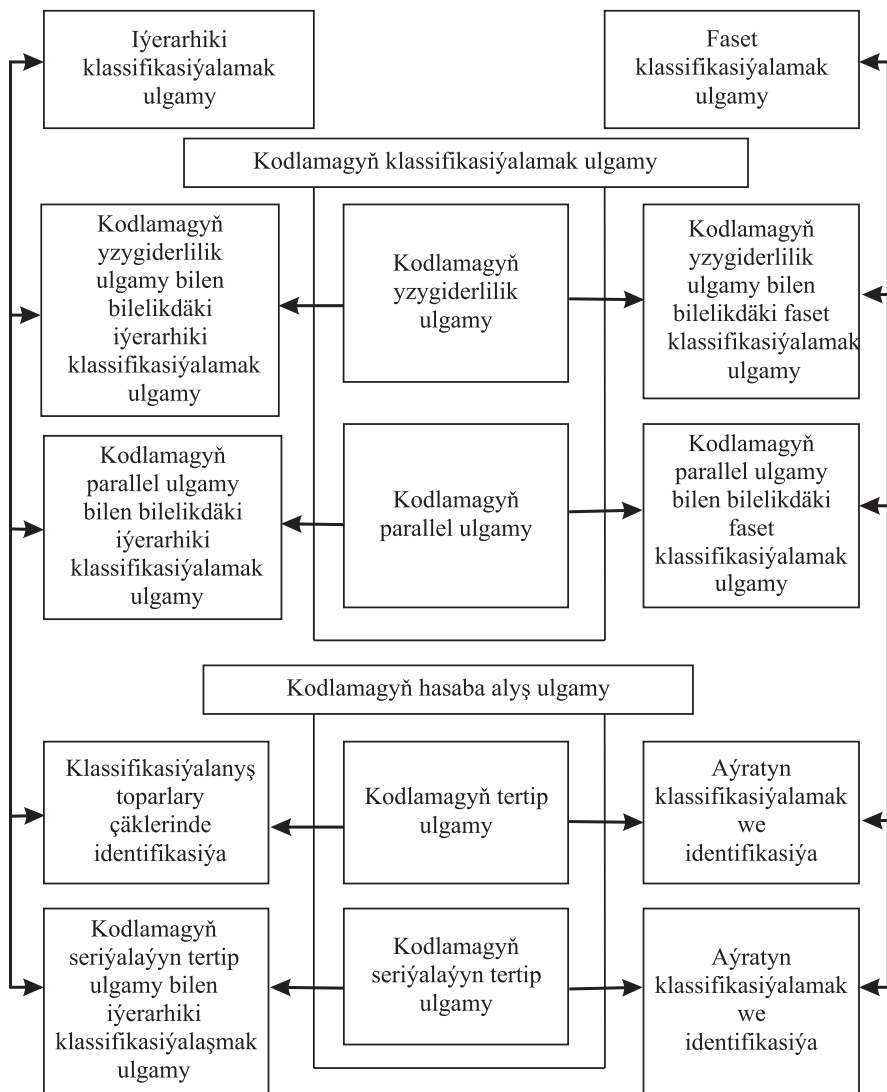 Iýerarhiki
klassifikasiýalamak
ulgamy
Faset
klassifikasiýalamak
ulgamy
Kodlamagyň klassifikasiýalamak ulgamy
Kodlamagyň
yzygiderlilik
ulgamy bilen
bilelikdäki
iýerarhiki
klassifikasiýalamak
ulgamy
Kodlamagyň
yzygiderlilik
ulgamy
Kodlamagyň
yzygiderlilik
ulgamy bilen
bilelikdäki faset
klassifikasiýalamak
ulgamy
Kodlamagyň
parallel ulgamy
bilen bilelikdäki
iýerarhiki
klassifikasiýalamak
ulgamy
Kodlamagyň
parallel ulgamy
Kodlamagyň
parallel ulgamy
bilen bilelikdäki
faset
klassifikasiýalamak
ulgamy
Kodlamagyň hasaba alyş ulgamy
Klassifikasiýalanyş
toparlary
çäklerinde
identifikasiýa
Kodlamagyň tertip
ulgamy
Aýratyn
klassifikasiýalamak
we
identifikasiýa
Kodlamagyň
seriýalaýyn tertip
ulgamy bilen
iýerarhiki
klassifikasiýalaşmak
ulgamy
Kodlamagyň
seriýalaýyn tertip
ulgamy
Aýratyn
klassifikasiýalamak
we
identifikasiýa